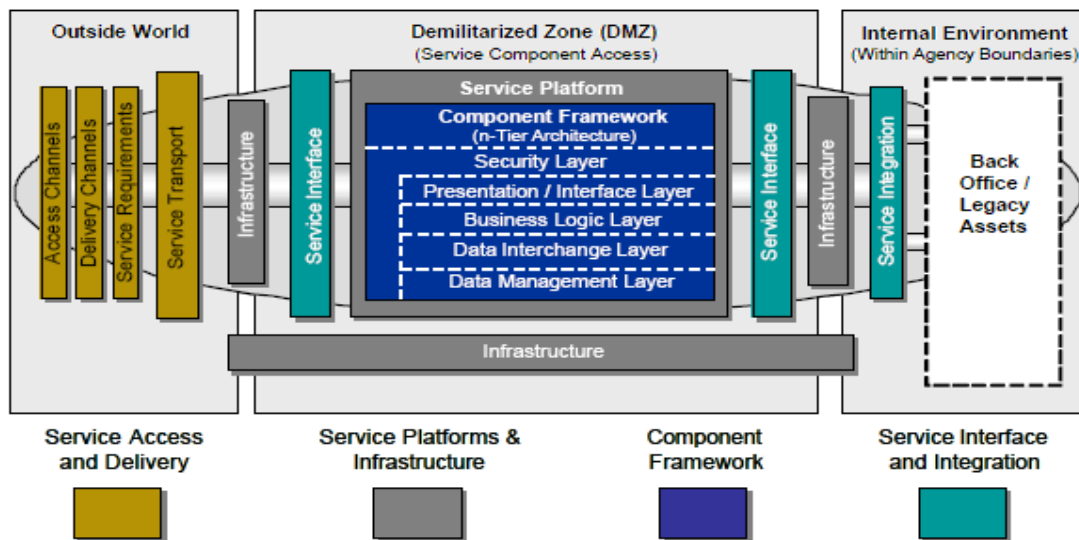 Outside World
Demilitarized Zone (DMZ)
(Service Component Access)
Internal Environment
(Within Agency Boundaries)
Access Channels
Delivery Channels
Service Requirements
Service Transport
Infrastructure
Service Interface
Service Platform
Component Framework
(n-Tier Architecture)
Security Layer
Presentation / Interface Layer
Business Logic Layer
Data Interchange Layer
Data Management Layer
Service Interface
Infrastructure
Service Integration
Back
Office /
Legacy
Assets
Infrastructure
Service Access
and Delivery
Service Platforms &
Infrastructure
Component
Framework
Service Interface
and Integration